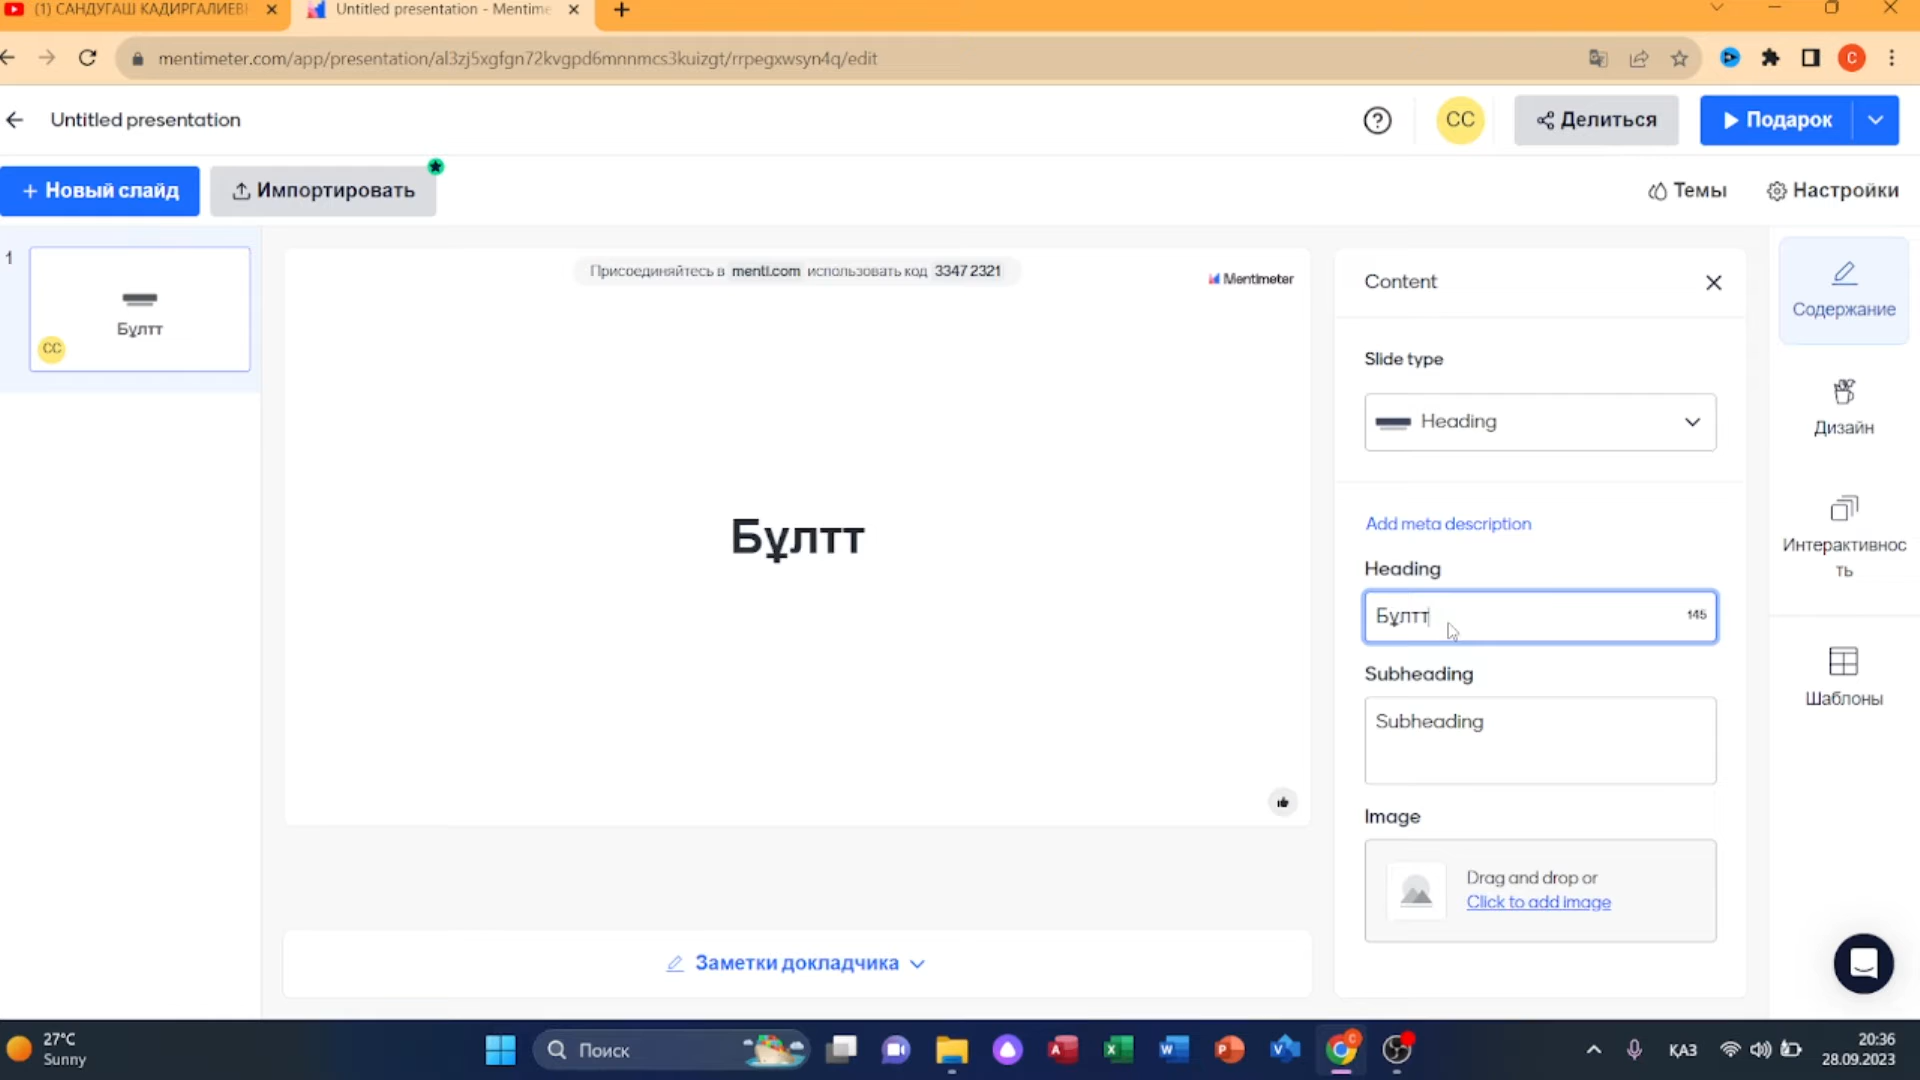 (1) САНДУГАШ КАДИРГАЛИЕВ
Untitled presentation - Mentime
mentimeter.com/app/presentation/al3zj5xgfgn72kvgpd6mnnmcs3kuizgt/rrpegxwsyn4q/edit
C
Untitled presentation
CC
Делиться
Подарок
+ Новый слайд
Импортировать
Темы
Настройки
1
Бұлтт
CC
Присоединяйтесь в menti.com использовать код 3347 2321
Mentimeter
Бұлтт
Заметки докладчика
Content
Slide type
Heading
Add meta description
Heading
Бұлтт
145
Subheading
Subheading
Image
Drag and drop or
Click to add image
Содержание
Дизайн
Интерактивнос
ть
Шаблоны
27°C
Sunny
Поиск
ҚАЗ
20:36
28.09.2023